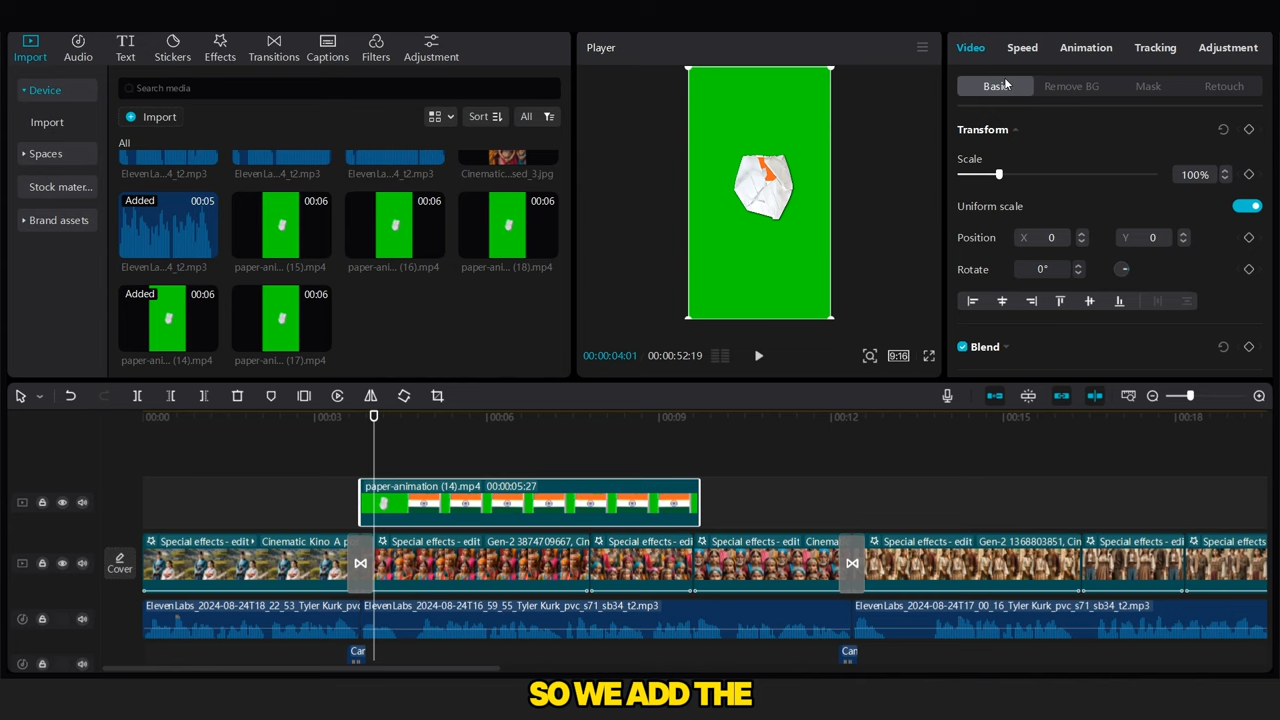 Import
Audio
Text
Stickers
Effects
Transitions
Captions
Filters
Adjustment
Device
Import
Spaces
Stock mater...
Brand assets
Search media
Import
Sort
All
All
ElevenLa...4_t2.mp3
ElevenLa...4_t2.mp3
ElevenLa...4_t2.mp3
Cinematic...sed_3.jpg
Added
00:05
00:06
00:06
00:06
ElevenLa...4_t2.mp3
paper-ani... (15).mp4
paper-ani... (16).mp4
paper-ani... (18).mp4
Added
00:06
00:06
paper-ani... (14).mp4
paper-ani... (17).mp4
Player
00:00:04:01
00:00:52:19
9:16
Video
Speed
Animation
Tracking
Adjustment
Basic
Remove BG
Mask
Retouch
Transform
Scale
100%
Uniform scale
Position
X
0
Y
0
Rotate
0°
Blend
00:00
|00:03
|00:06
|00:09
|00:12
|00:15
|00:18
paper-animation (14).mp4 00:00:05:27
Cover
Special effects - edit
Cinematic Kino A p
Special effects - edit
Gen-2 3874709667, Cin
Special effects - edit
Special effects - edit
Cinema
Special effects - edit
Gen-2 1368803851, Cin
Special effects - edit
Special effects
ElevenLabs_2024-08-24T18_22_53_Tyler Kurk_pvc
ElevenLabs_2024-08-24T16_59_55_Tyler Kurk_pvc_s71_sb34_t2.mp3
ElevenLabs_2024-08-24T17_00_16_Tyler Kurk_pvc_s71_sb34_t2.mp3
Car
Can
SO WE ADD THE